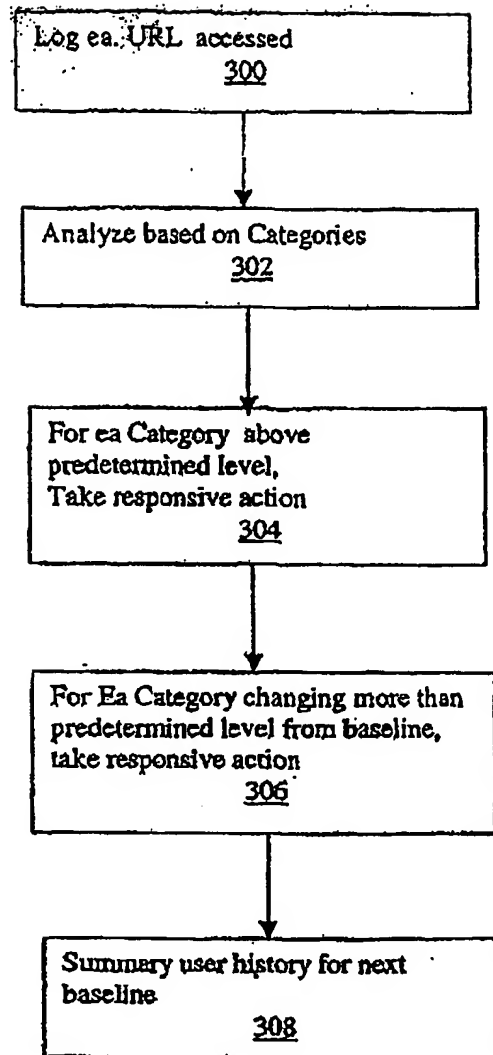 Log ea. URL accessed
300
Analyze based on Categories
302
For ea Category above
predetermined level,
Take responsive action
304
For Ea Category changing more than
predetermined level from baseline,
take responsive action
306
Summary user history for next
baseline
308